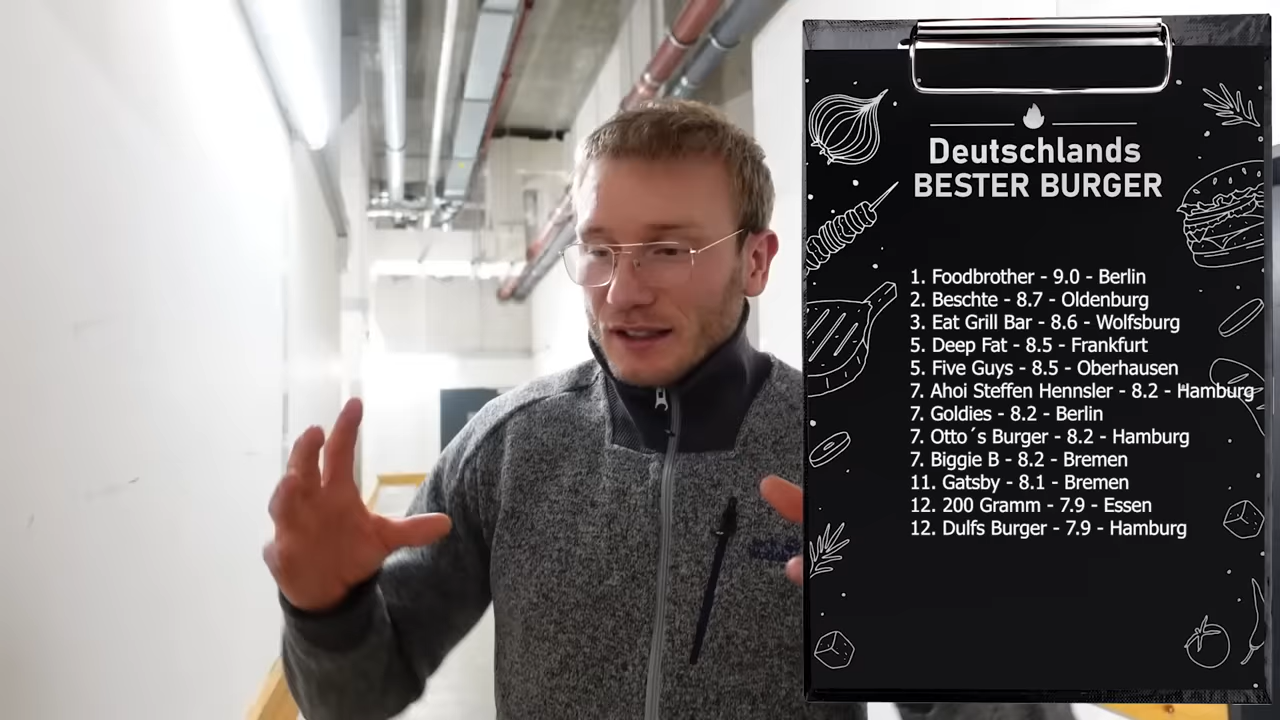 Deutschlands
BESTER BURGER
1. Foodbrother - 9.0 - Berlin
2. Beschte - 8.7 - Oldenburg
3. Eat Grill Bar - 8.6 - Wolfsburg
5. Deep Fat - 8.5 - Frankfurt
5. Five Guys - 8.5 - Oberhausen
7. Ahoi Steffen Hennsler - 8.2 - Hamburg
7. Goldies - 8.2 - Berlin
7. Otto´s Burger - 8.2 - Hamburg
7. Biggie B - 8.2 - Bremen
11. Gatsby - 8.1 - Bremen
12. 200 Gramm - 7.9 - Essen
12. Dulfs Burger - 7.9 - Hamburg